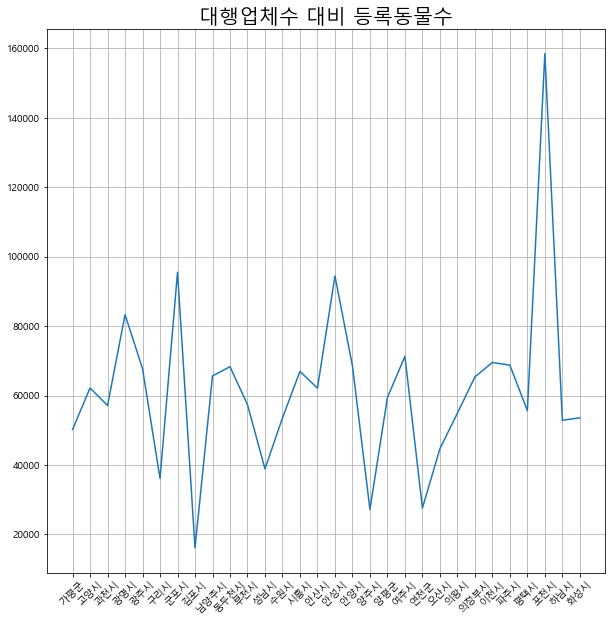 대행업체수 대비 등록동물수
160000
140000
120000
100000
80000
60000
40000
20000
가평군
고양시
과천시
광명시
광주시
구리시
군포시
김포시
남양주시
동두천시
부천시
성남시
수원시
시흥시
안산시
안성시
안양시
양주시
양평군
여주시
연천군
오산시
의왕시
의정부시
이천시
파주시
평택시
포천시
하남시
화성시